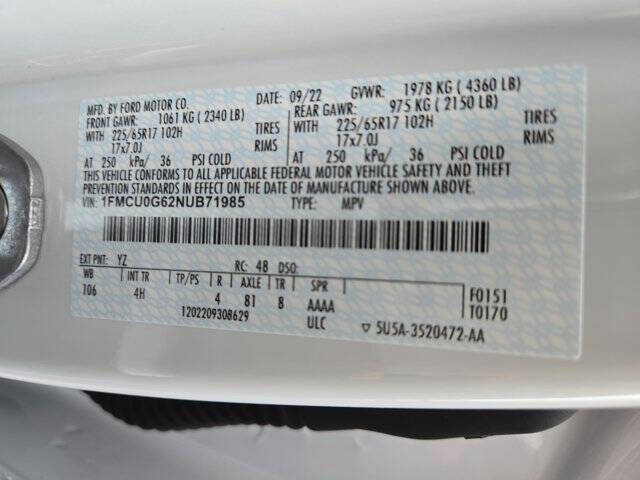 MFD. BY FORD MOTOR CO. DATE: 09/22 GVWR: 1978 KG ( 4360 LB)
FRONT GAWR: 1061 KG ( 2340 LB) REAR GAWR: 975 KG ( 2150 LB)
WITH 225/65R17 102H TIRES WITH 225/65R17 102H TIRES
17x7.0J RIMS 17x7.0J RIMS
AT 250 kPa/ 36 PSI COLD AT 250 kPa/ 36 PSI COLD
THIS VEHICLE CONFORMS TO ALL APPLICABLE FEDERAL MOTOR VEHICLE SAFETY AND THEFT
PREVENTION STANDARDS IN EFFECT ON THE DATE OF MANUFACTURE SHOWN ABOVE.
VIN: 1FMCU0G62NUB71985 TYPE: MPV
EXT PNT: YZ RC: 48 DSO:
WB INT TR TP/PS R AXLE TR SPR
106 4H 4 81 8 AAAA F0151
1202209308629 ULC T0170
▽ 5U5A-3520472-AA